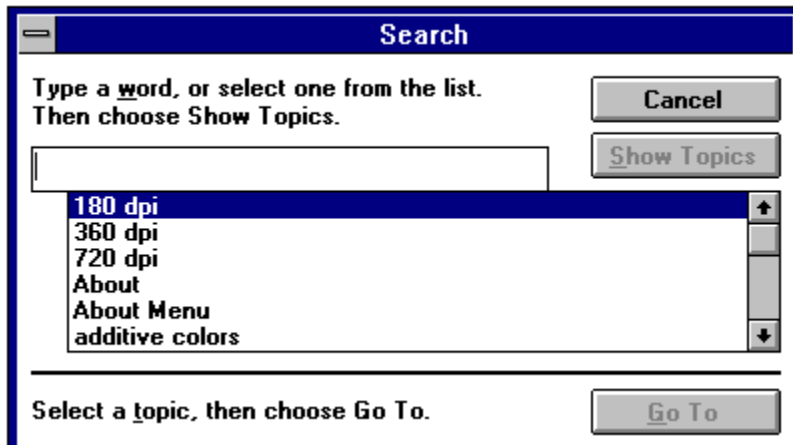 Search
Type a word, or select one from the list.
Then choose Show Topics.
Cancel
Show Topics
180 dpi
360 dpi
720 dpi
About
About Menu
additive colors
Select a topic, then choose Go To.
Go To